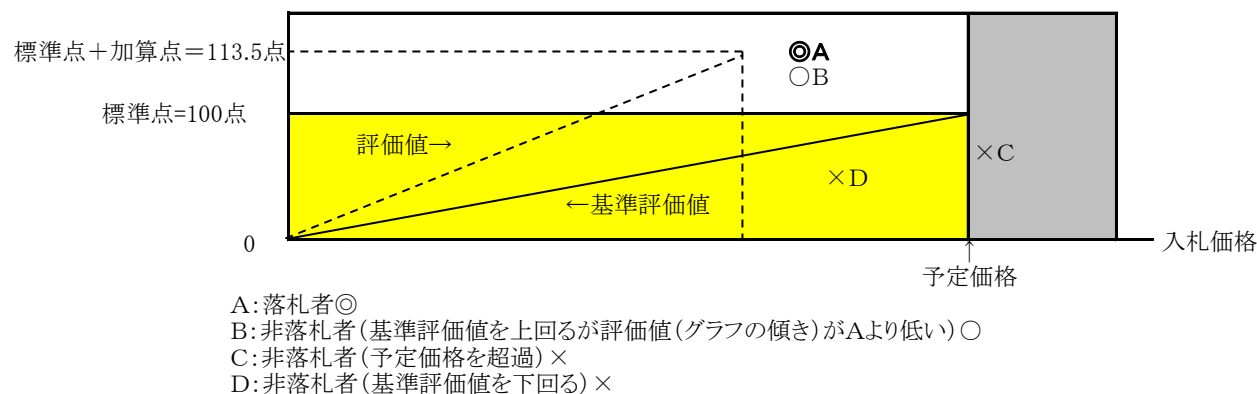 標準点＋加算点＝113.5点
◎A
○B
標準点=100点
評価値→
×C
×D
←基準評価値
0
入札価格
↑
予定価格
A：落札者◎
B：非落札者（基準評価値を上回るが評価値（グラフの傾き）がAより低い）○
C：非落札者（予定価格を超過）×
D：非落札者（基準評価値を下回る）×